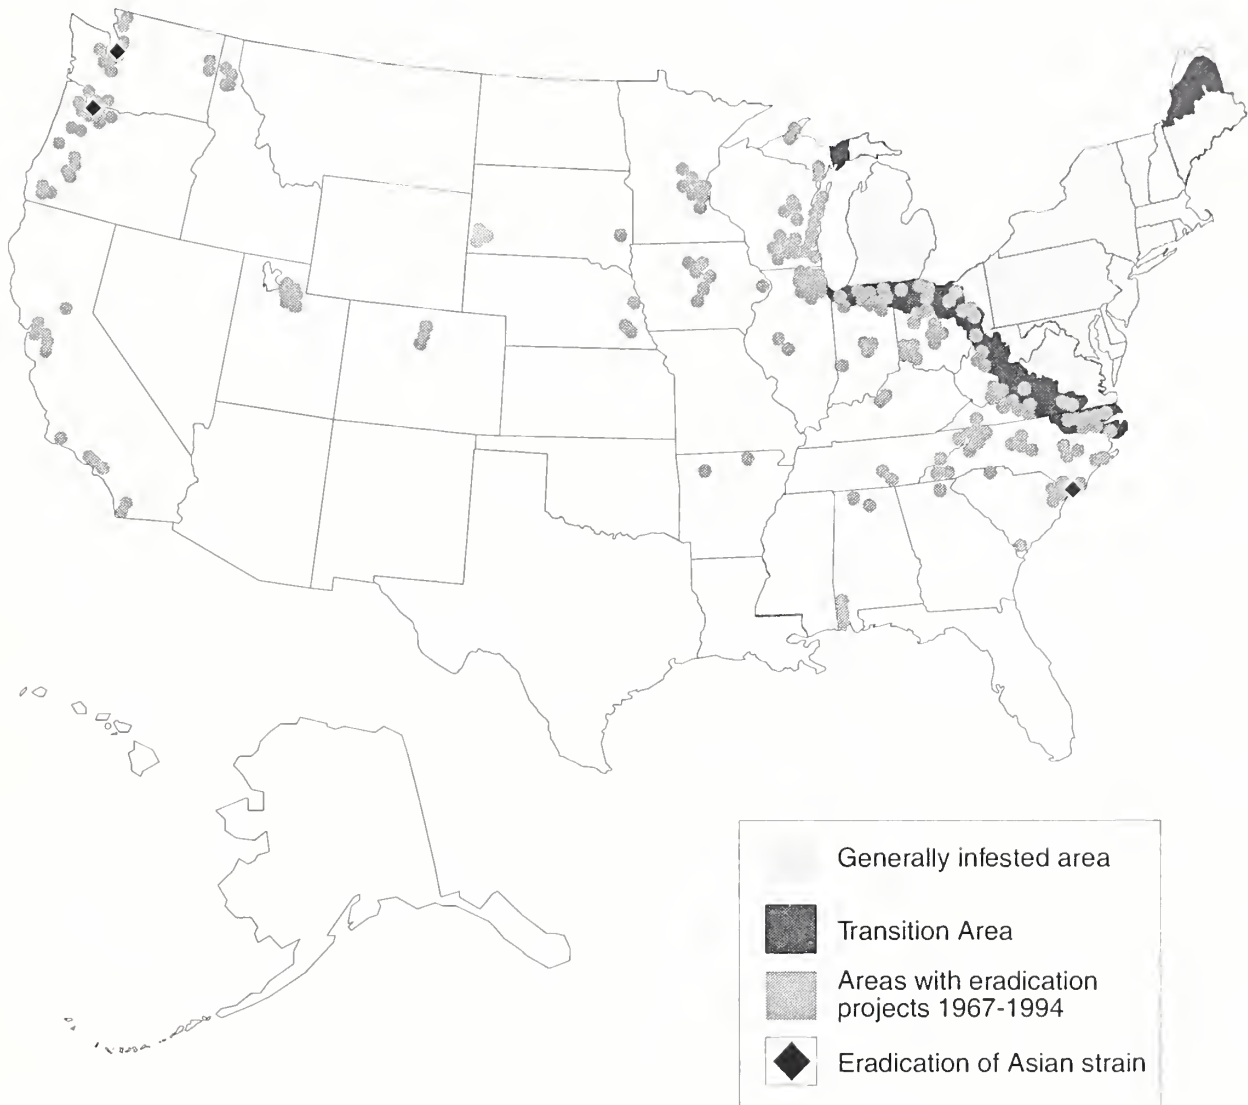 Generally infested area
Transition Area
Areas with eradication
projects 1967-1994
Eradication of Asian strain